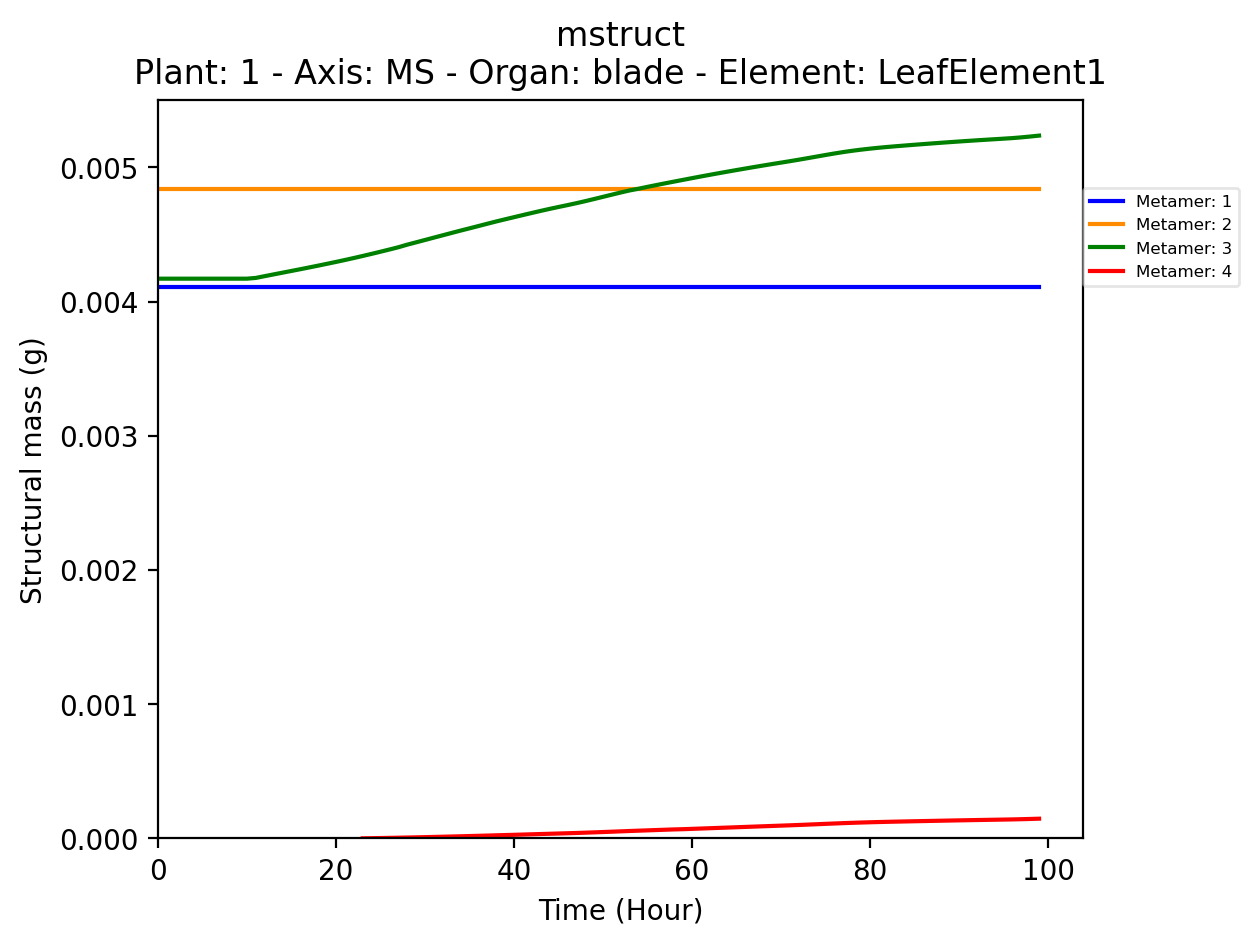 mstruct
Plant: 1 - Axis: MS - Organ: blade - Element: LeafElement1
Structural mass (g)
0.005
0.004
0.003
0.002
0.001
0.000
0 20 40 60 80 100
Time (Hour)
Metamer: 1
Metamer: 2
Metamer: 3
Metamer: 4